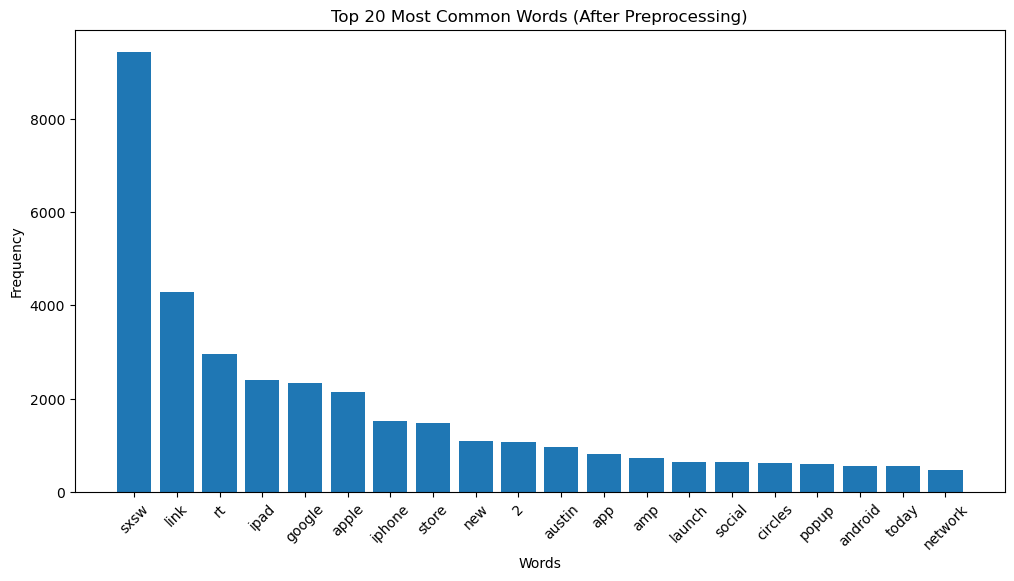 Top 20 Most Common Words (After Preprocessing)
Frequency
8000
6000
4000
2000
0
sxsw link rt ipad google apple iphone store new 2 austin app amp launch social circles popup android today network
Words